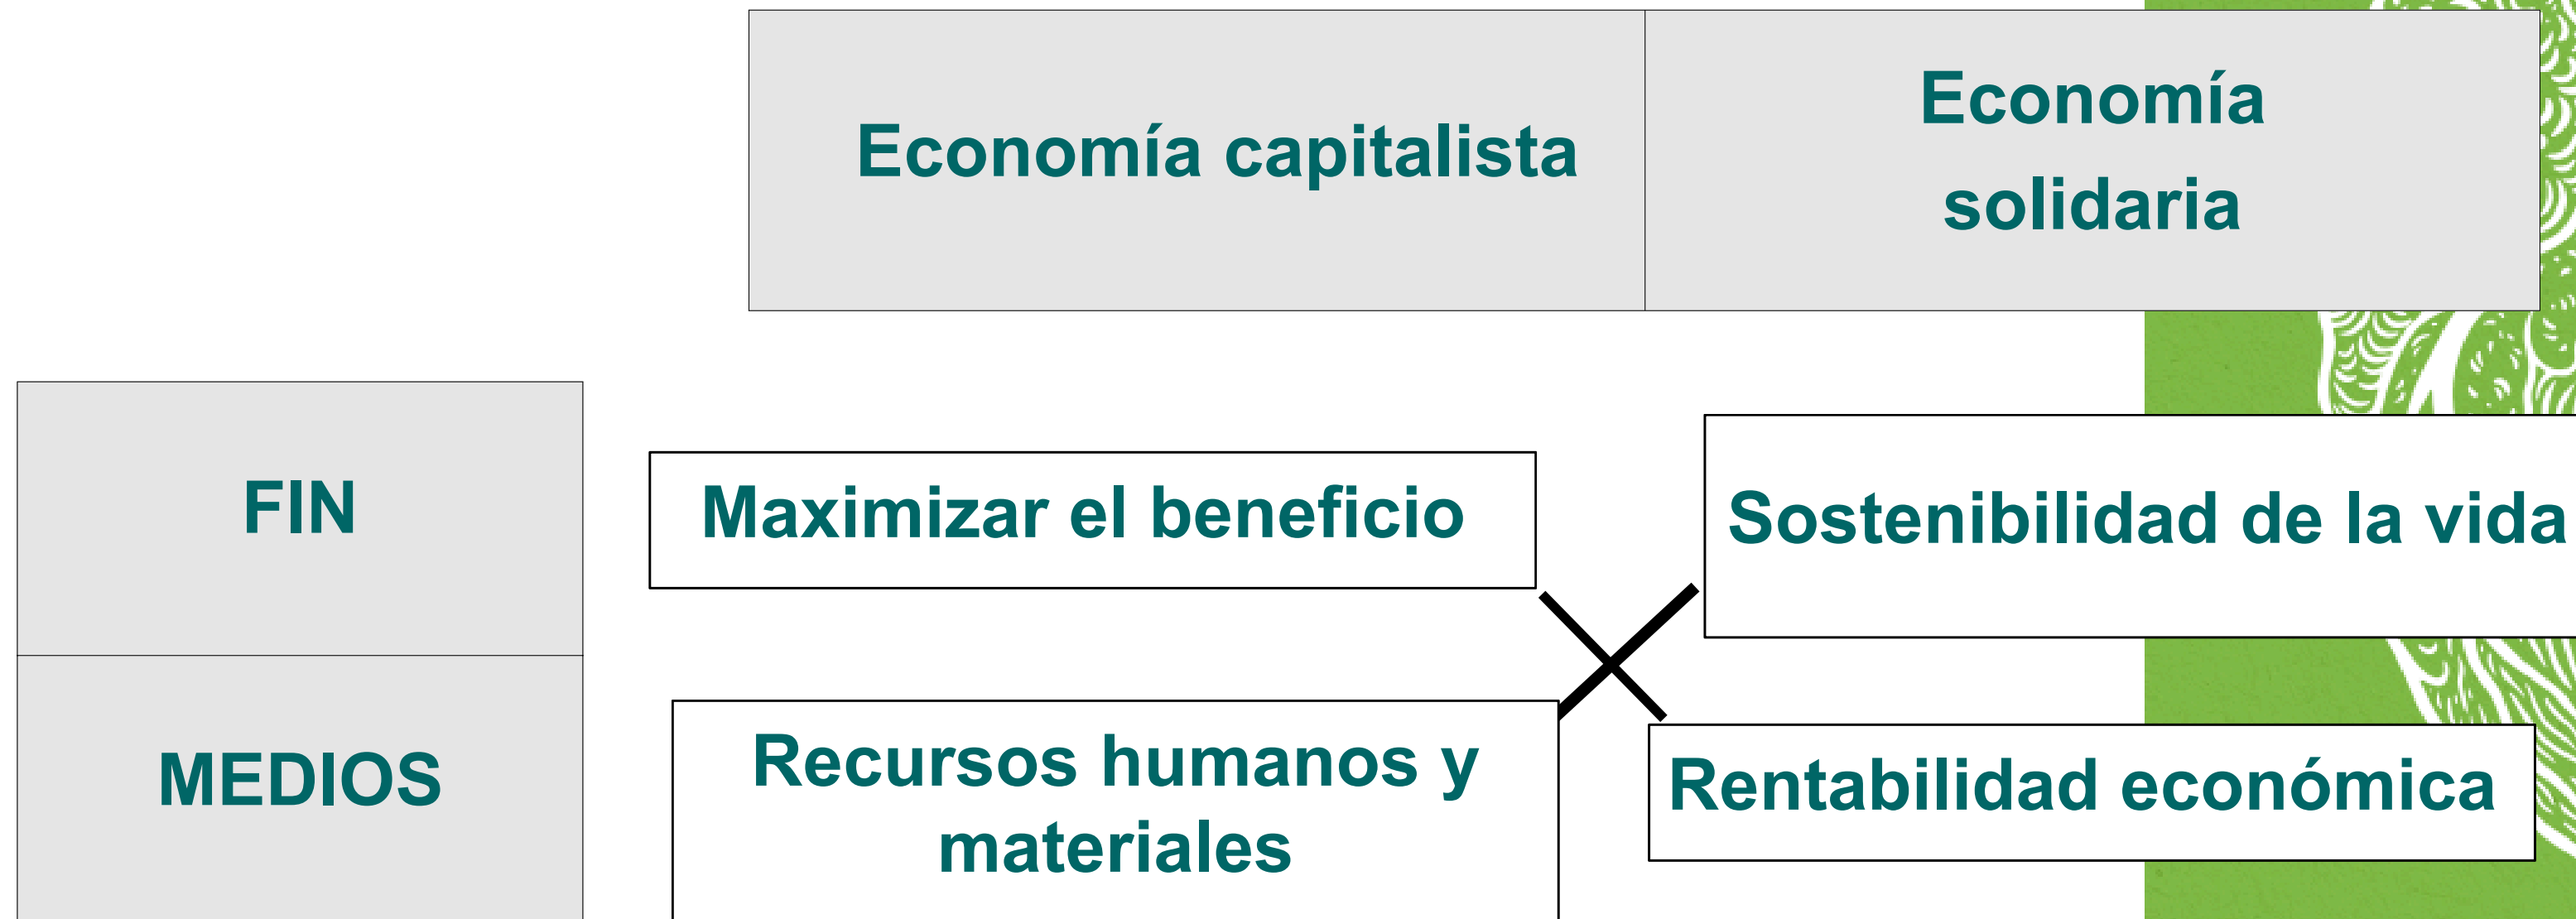 Economía capitalista
Economía
solidaria
FIN
Maximizar el beneficio
Sostenibilidad de la vida
MEDIOS
Recursos humanos y
materiales
Rentabilidad económica